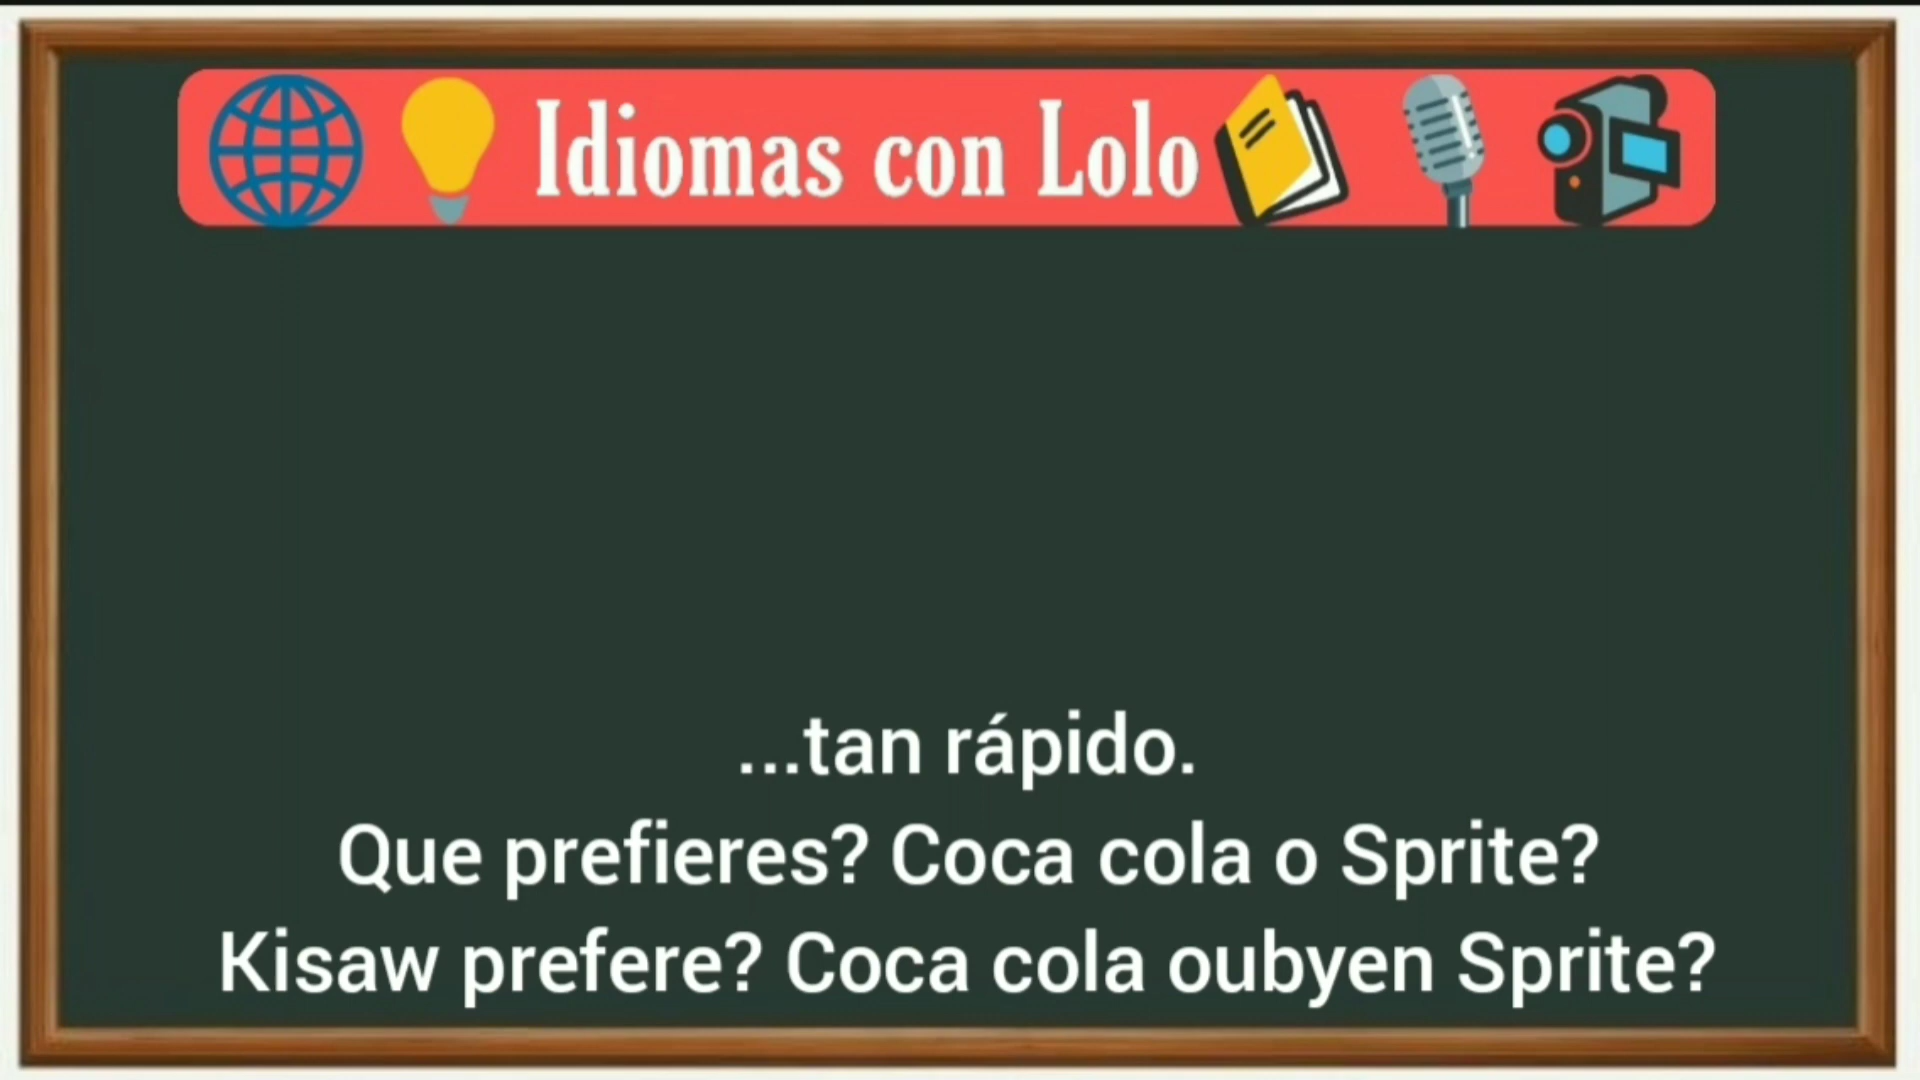 Idiomas con Lolo
...tan rápido.
Que prefieres? Coca cola o Sprite?
Kisaw prefere? Coca cola oubyen Sprite?